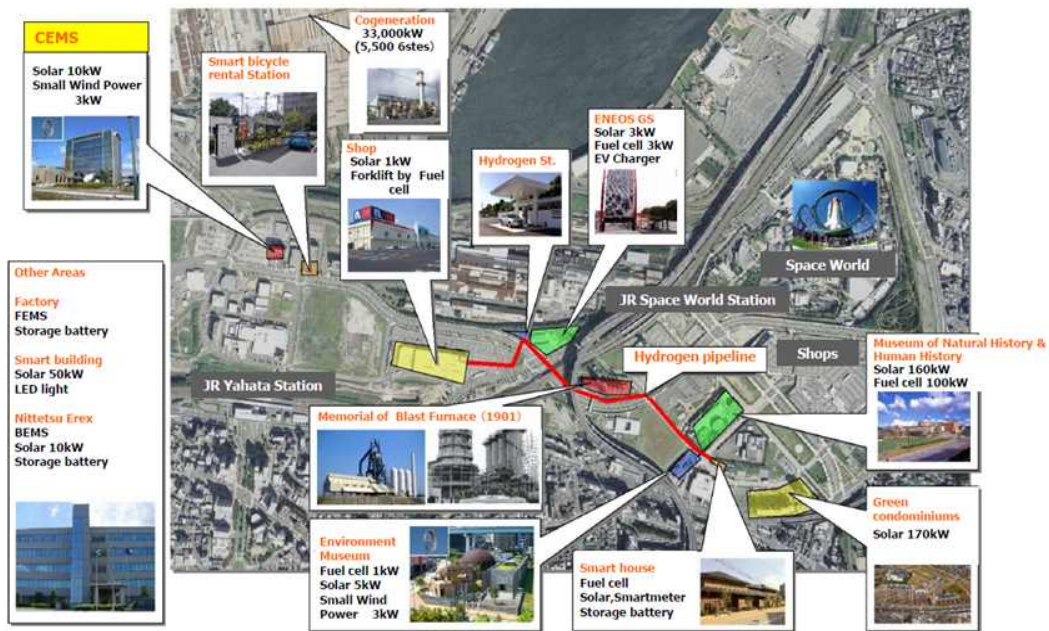 CEMS
Solar 10kW
Small Wind Power
3kW
Smart bicycle
rental Station
Cogeneration
33,000kW
(5,500 6stes)
Shop
Solar 1kW
Forklift by Fuel
cell
Hydrogen St.
ENEOS GS
Solar 3kW
Fuel cell 3kW
EV Charger
Space World
JR Space World Station
Hydrogen pipeline
Shops
Museum of Natural History &
Human History
Solar 160kW
Fuel cell 100kW
Other Areas
Factory
FEMS
Storage battery
Smart building
Solar 50kW
LED light
Nittetsu Erex
BEMS
Solar 10kW
Storage battery
JR Yahata Station
Memorial of Blast Furnace (1901)
Environment
Museum
Fuel cell 1kW
Solar 5kW
Small Wind
Power 3kW
Smart house
Fuel cell
Solar,Smartmeter
Storage battery
Green
condominiums
Solar 170kW